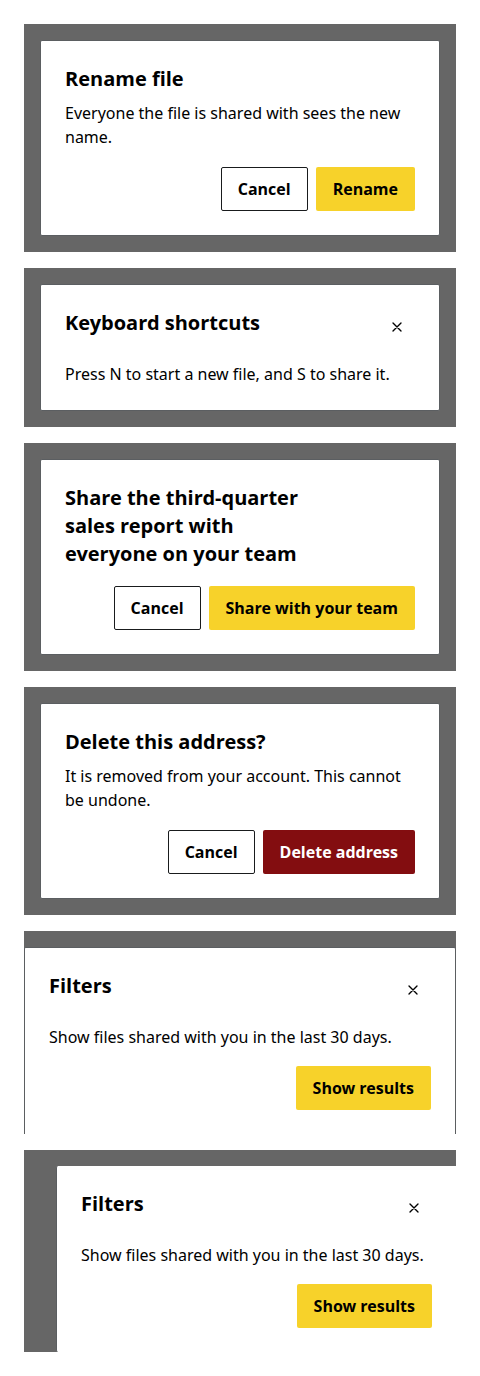 Rename file
Everyone the file is shared with sees the new
name.
Cancel Rename
Keyboard shortcuts
Press N to start a new file, and S to share it.
Share the third-quarter
sales report with
everyone on your team
Cancel Share with your team
Delete this address?
It is removed from your account. This cannot
be undone.
Cancel Delete address
Filters
Show files shared with you in the last 30 days.
Show results
Filters
Show files shared with you in the last 30 days.
Show results